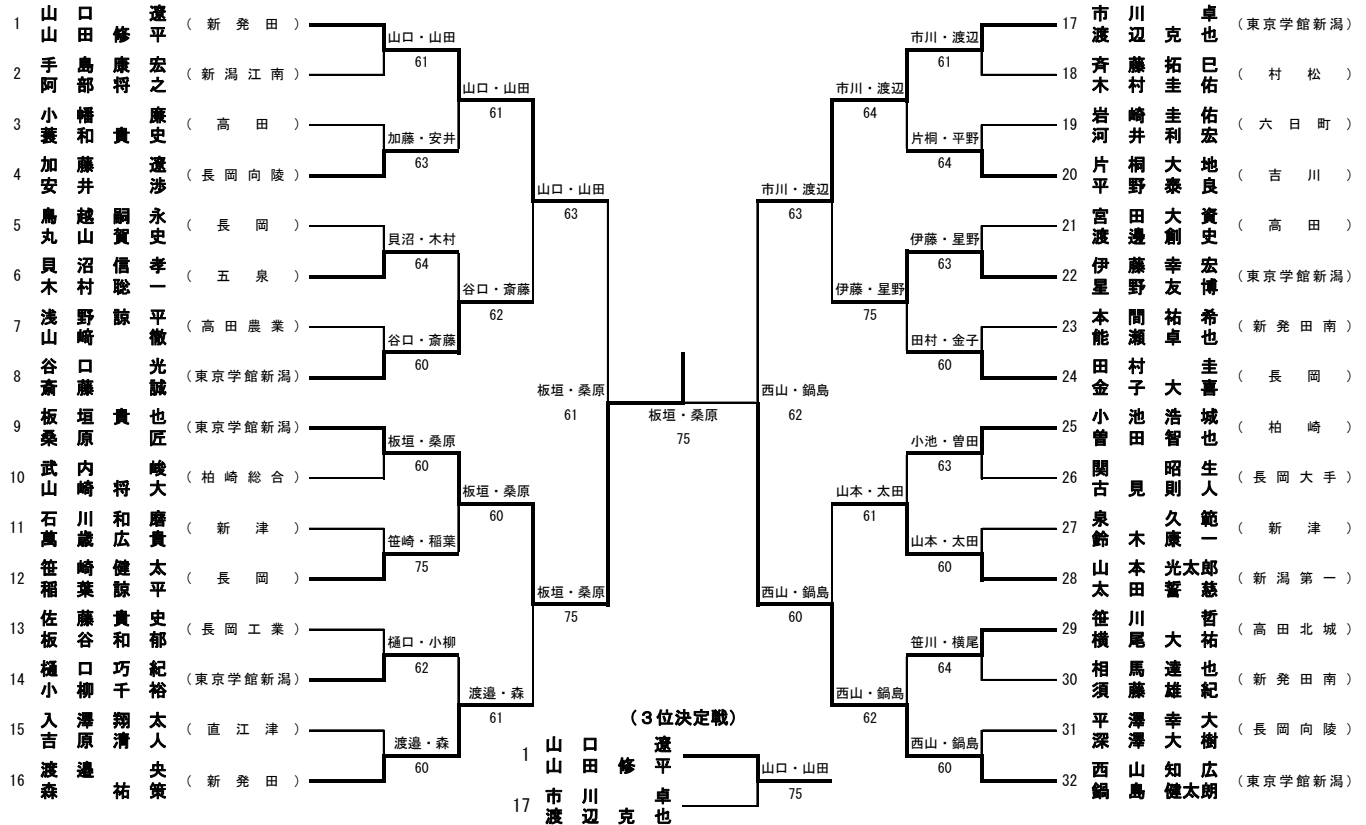 1 山口 遼 (新発田)
山田修平
2 手島康宏 (新潟江南)
阿部将之
3 小幡 廉 (高田)
蓑和貴史
4 加藤 遼 (長岡向陵)
安井 渉
5 鳥越嗣永 (長岡)
丸山賀史
6 貝沼信孝 (五泉)
木村聡一
7 浅野諒平 (高田農業)
山﨑 徹
8 谷口 光 (東京学館新潟)
斎藤 誠
9 板垣貴也 (東京学館新潟)
桑原 匠
10 武内 峻 (柏崎総合)
山崎将大
11 石川和磨 (新津)
萬歳広貴
12 笹崎健太 (長岡)
稲葉諒平
13 佐藤貴史 (長岡工業)
板谷和郁
14 樋口巧紀 (東京学館新潟)
小柳千裕
15 入澤翔太 (直江津)
吉原清人
16 渡邉 央 (新発田)
森 祐策
山口・山田
61
加藤・安井
63
貝沼・木村
64
谷口・斎藤
60
板垣・桑原
60
笹崎・稲葉
75
樋口・小柳
62
渡邉・森
60
山口・山田
61
谷口・斎藤
62
板垣・桑原
60
渡邉・森
61
山口・山田
63
板垣・桑原
75
板垣・桑原
61
板垣・桑原
75
西山・鍋島
62
市川・渡辺
63
西山・鍋島
60
市川・渡辺
64
伊藤・星野
75
山本・太田
61
西山・鍋島
62
市川・渡辺
61
片桐・平野
64
伊藤・星野
63
田村・金子
60
小池・曽田
63
山本・太田
60
笹川・横尾
64
西山・鍋島
60
17 市川 卓 (東京学館新潟)
渡辺克也
18 斉藤拓巳 (村松)
木村圭佑
19 岩崎圭佑 (六日町)
河井利宏
20 片桐大地 (吉川)
平野泰良
21 宮田大資 (高田)
渡邊創史
22 伊藤幸宏 (東京学館新潟)
星野友博
23 本間祐希 (新発田南)
能瀬卓也
24 田村 圭 (長岡)
金子大喜
25 小池浩城 (柏崎)
曽田智也
26 関 昭生 (長岡大手)
古見則人
27 泉 久範 (新津)
鈴木康一
28 山本光太郎 (新潟第一)
太田誓慈
29 笹川 哲 (高田北城)
横尾大祐
30 相馬達也 (新発田南)
須藤雄紀
31 平澤幸大 (長岡向陵)
深澤大樹
32 西山知広 (東京学館新潟)
鍋島健太朗
(３位決定戦)
1 山口 遼
山田修平
17 市川 卓
渡辺克也
山口・山田
75